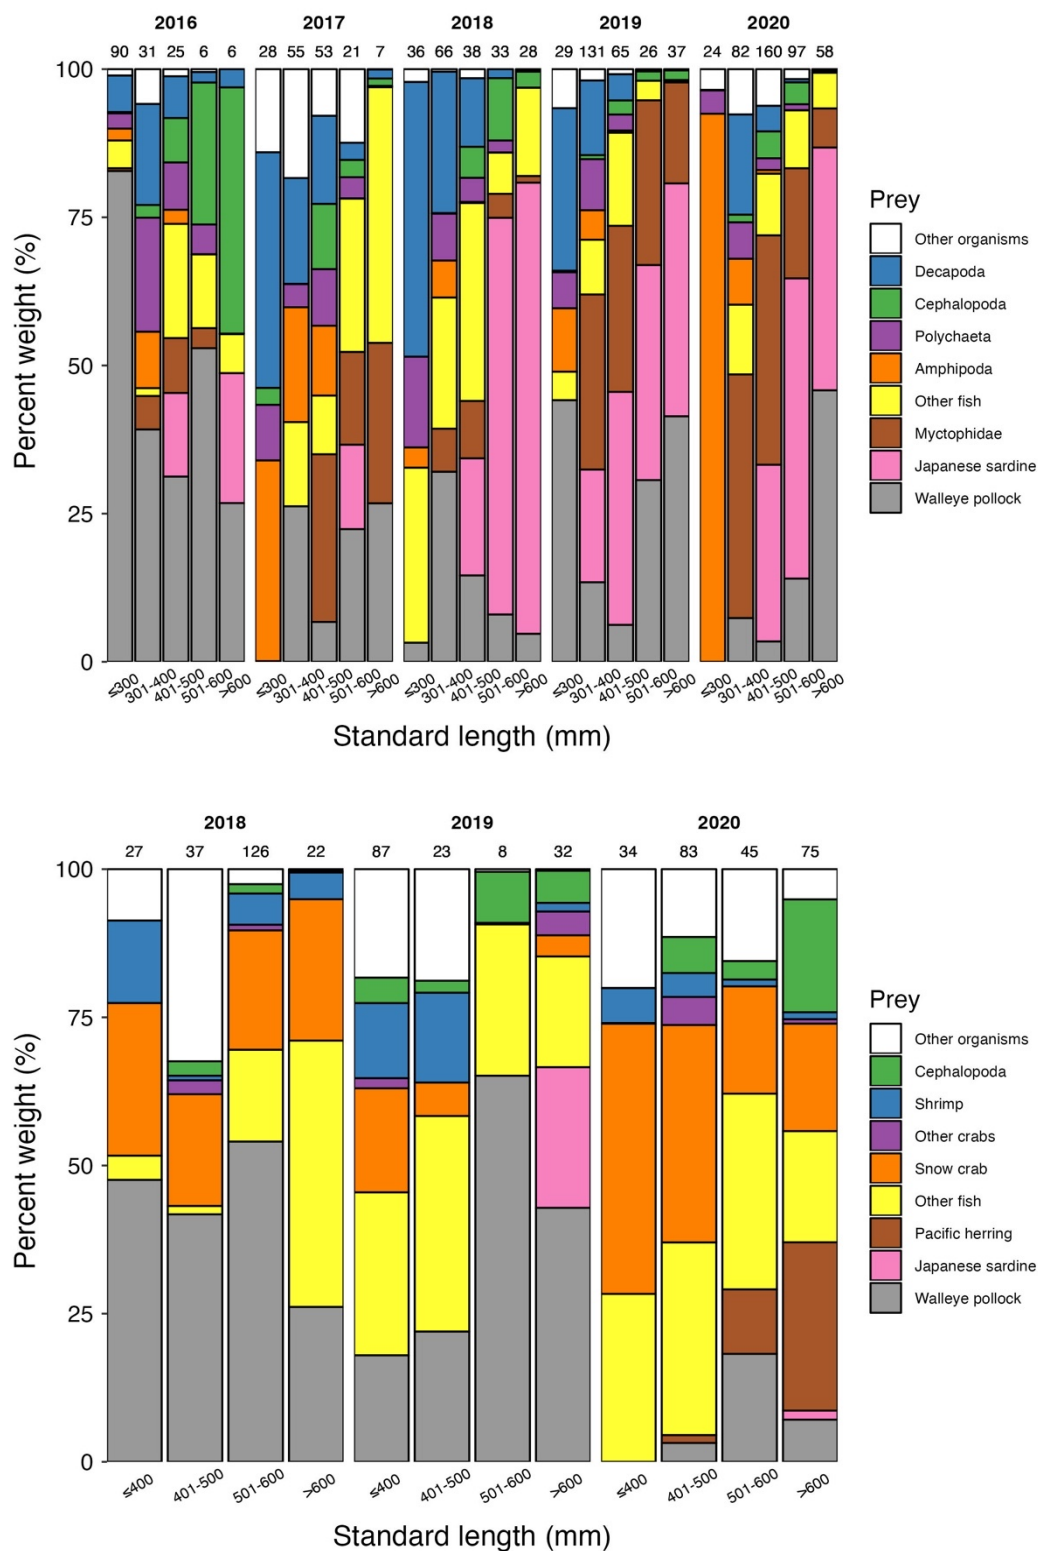 2016 2017 2018 2019 2020
90 31 25 6 6 28 55 53 21 7 36 66 38 33 28 29 131 65 26 37 24 82 160 97 58
100
75
50
25
0
Percent weight (%)
≤300 301-400 401-500 501-600 >600 ≤300 301-400 401-500 501-600 >600 ≤300 301-400 401-500 501-600 >600 ≤300 301-400 401-500 501-600 >600 ≤300 301-400 401-500 501-600 >600
Standard length (mm)
Prey
Other organisms
Decapoda
Cephalopoda
Polychaeta
Amphipoda
Other fish
Myctophidae
Japanese sardine
Walleye pollock
2018 2019 2020
27 37 126 22 87 23 8 32 34 83 45 75
100
75
50
25
0
Percent weight (%)
≤400 401-500 501-600 >600 ≤400 401-500 501-600 >600 ≤400 401-500 501-600 >600
Standard length (mm)
Prey
Other organisms
Cephalopoda
Shrimp
Other crabs
Snow crab
Other fish
Pacific herring
Japanese sardine
Walleye pollock